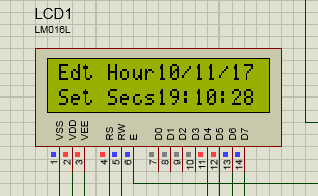 LCD1
LM016L
Edt Hour10/11/17
Set Secs19:10:28
VSS VDD VEE RS RW E D0 D1 D2 D3 D4 D5 D6 D7
1 2 3 4 5 6 7 8 9 10 11 12 13 14